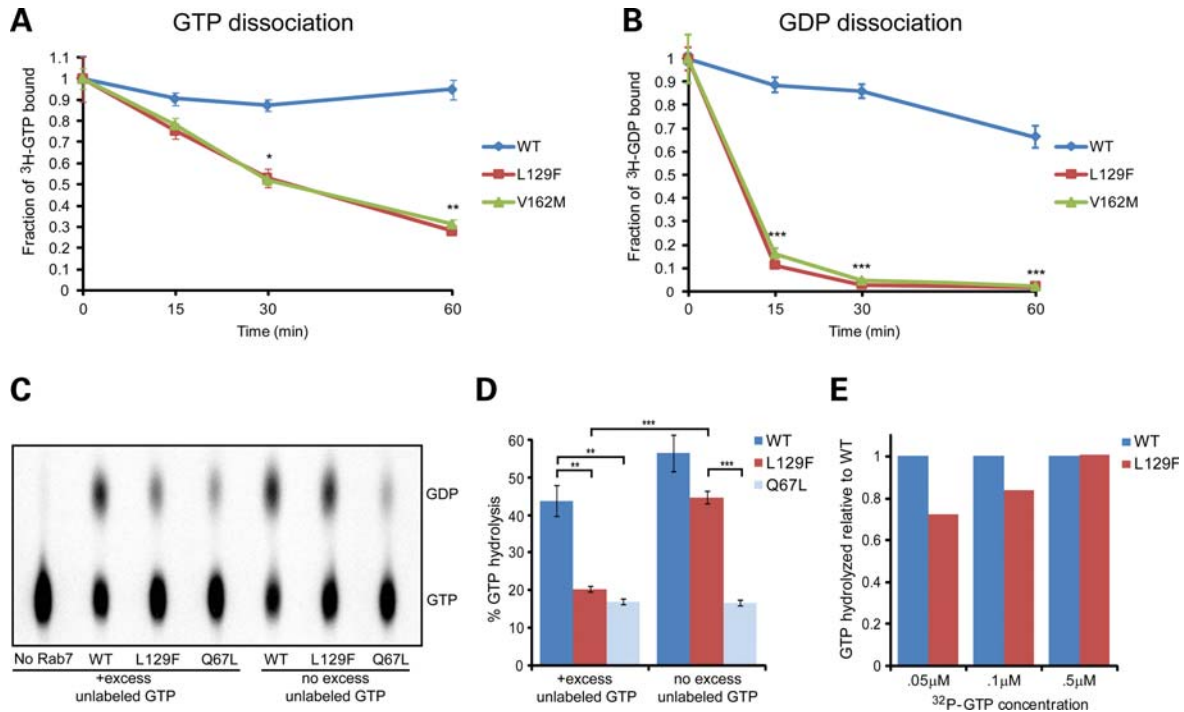 A
GTP dissociation
1.1
1
0.9
0.8
0.7
0.6
0.5
0.4
0.3
0.2
0.1
0
Fraction of ³H-GTP bound
*
**
0 15 30 60
Time (min)
WT
L129F
V162M
B
GDP dissociation
1
0.9
0.8
0.7
0.6
0.5
0.4
0.3
0.2
0.1
0
Fraction of ³H-GDP bound
***
***
***
0 15 30 60
Time (min)
WT
L129F
V162M
C
GDP
GTP
No Rab7 WT L129F Q67L WT L129F Q67L
+excess
unlabeled GTP
no excess
unlabeled GTP
D
60
50
40
30
20
10
0
% GTP hydrolysis
***
**
**
***
WT
L129F
Q67L
+excess
unlabeled GTP
no excess
unlabeled GTP
E
WT
L129F
1
0.8
0.6
0.4
0.2
0
GTP hydrolyzed relative to WT
.05µM .1µM .5µM
³²P-GTP concentration